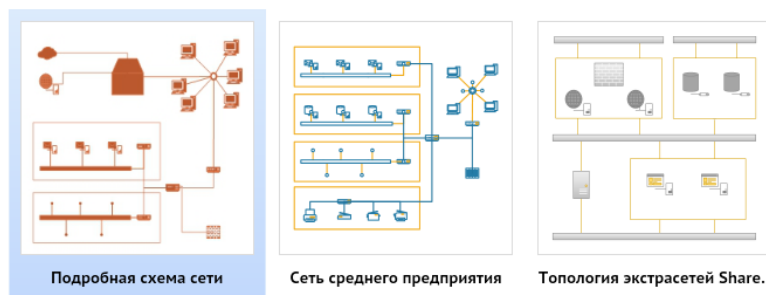 Подробная схема сети
Сеть среднего предприятия
Топология экстрасетей Share.